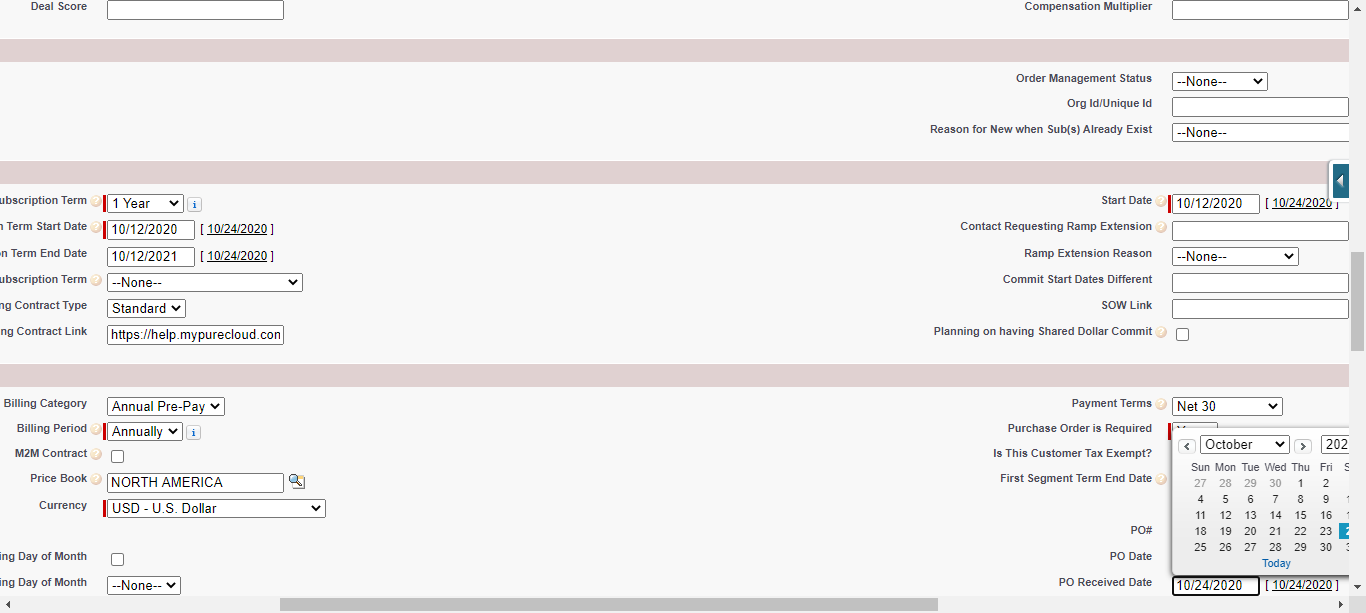 Deal Score
Compensation Multiplier
Order Management Status
--None--
Org Id/Unique Id
Reason for New when Sub(s) Already Exist
--None--
ubscription Term
1 Year
Start Date
10/12/2020
[ 10/24/2020 ]
n Term Start Date
10/12/2020
[ 10/24/2020 ]
Contact Requesting Ramp Extension
on Term End Date
10/12/2021
[ 10/24/2020 ]
Ramp Extension Reason
--None--
ubscription Term
--None--
Commit Start Dates Different
ng Contract Type
Standard
SOW Link
ng Contract Link
https://help.mypurecloud.con
Planning on having Shared Dollar Commit
Billing Category
Annual Pre-Pay
Payment Terms
Net 30
Billing Period
Annually
Purchase Order is Required
M2M Contract
Is This Customer Tax Exempt?
Price Book
NORTH AMERICA
First Segment Term End Date
Currency
USD - U.S. Dollar
PO#
ing Day of Month
PO Date
ing Day of Month
--None--
PO Received Date
10/24/2020
[ 10/24/2020 ]
October
202
Sun Mon Tue Wed Thu Fri S
27 28 29 30 1 2
4 5 6 7 8 9
11 12 13 14 15 16
18 19 20 21 22 23 2
25 26 27 28 29 30 3
Today